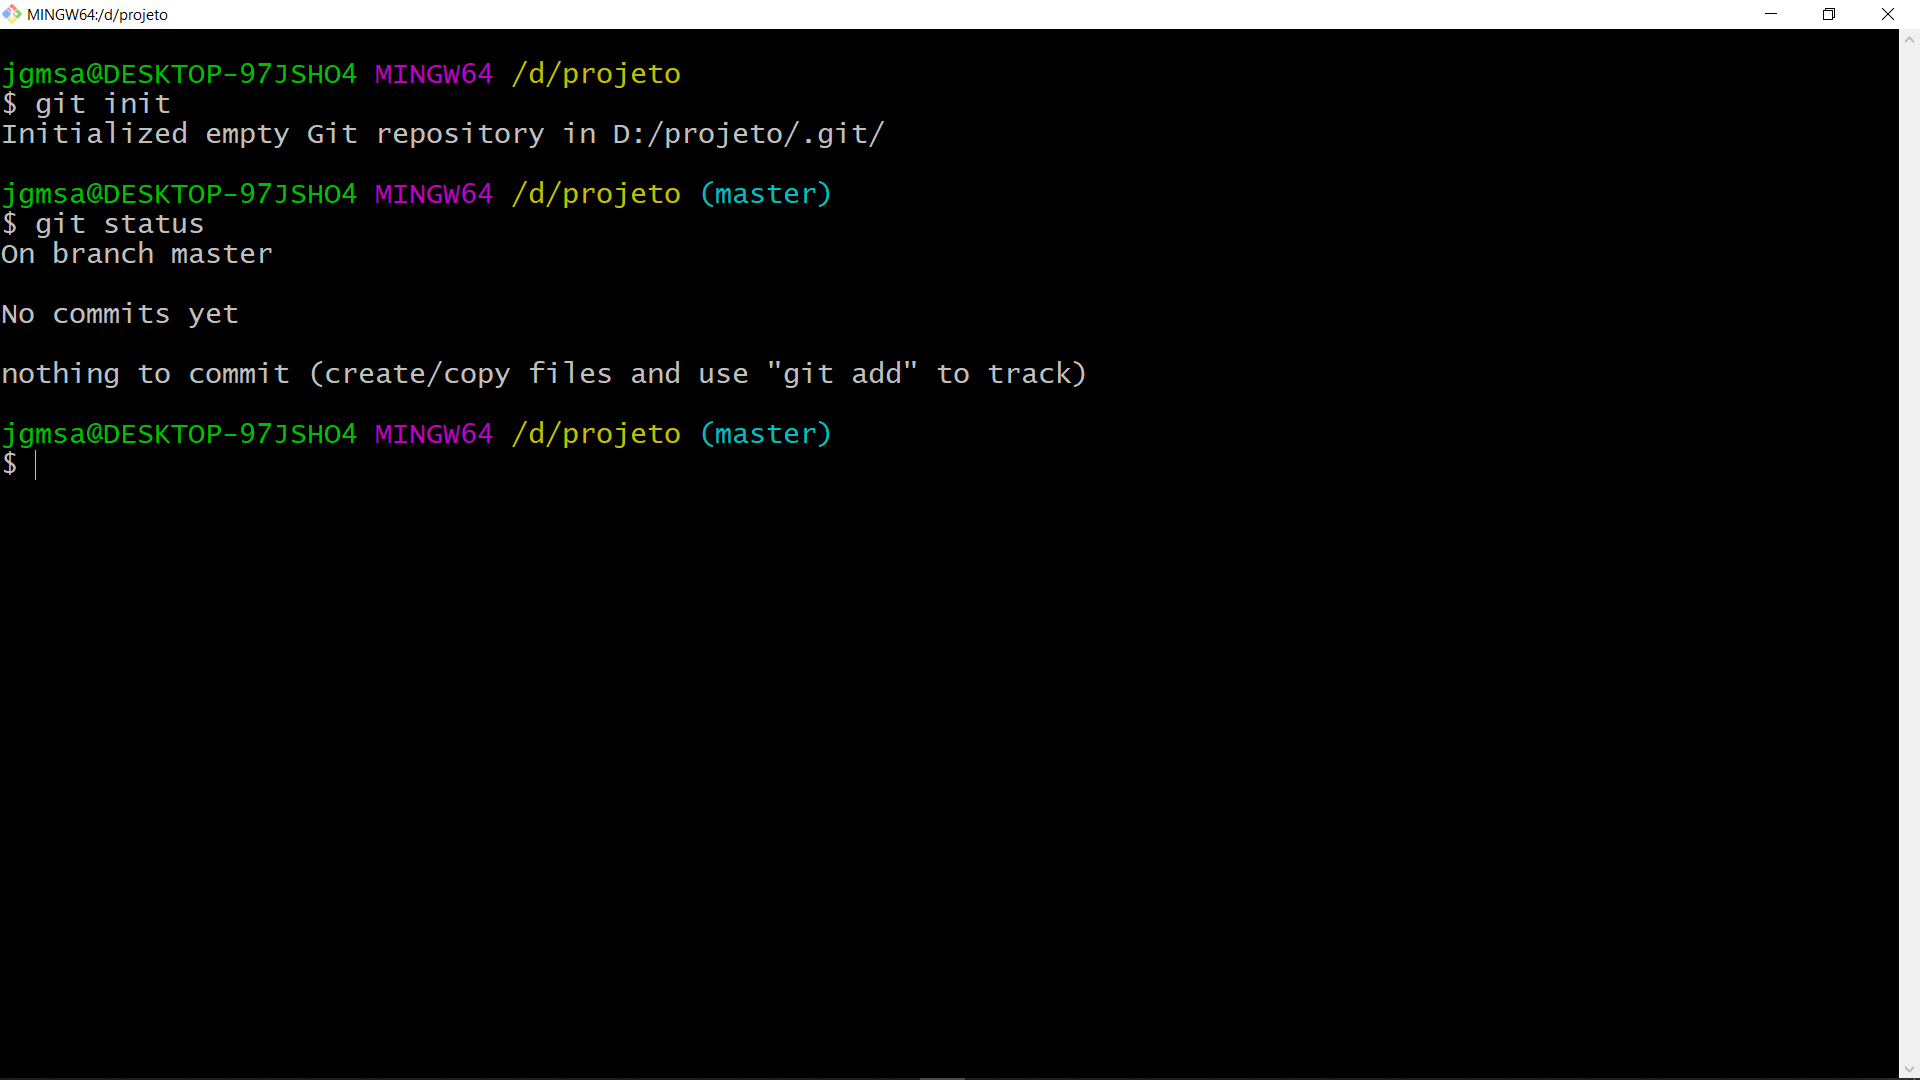 MINGW64:/d/projeto
jgmsa@DESKTOP-97JSHO4 MINGW64 /d/projeto
$ git init
Initialized empty Git repository in D:/projeto/.git/
jgmsa@DESKTOP-97JSHO4 MINGW64 /d/projeto (master)
$ git status
On branch master
No commits yet
nothing to commit (create/copy files and use "git add" to track)
jgmsa@DESKTOP-97JSHO4 MINGW64 /d/projeto (master)
$